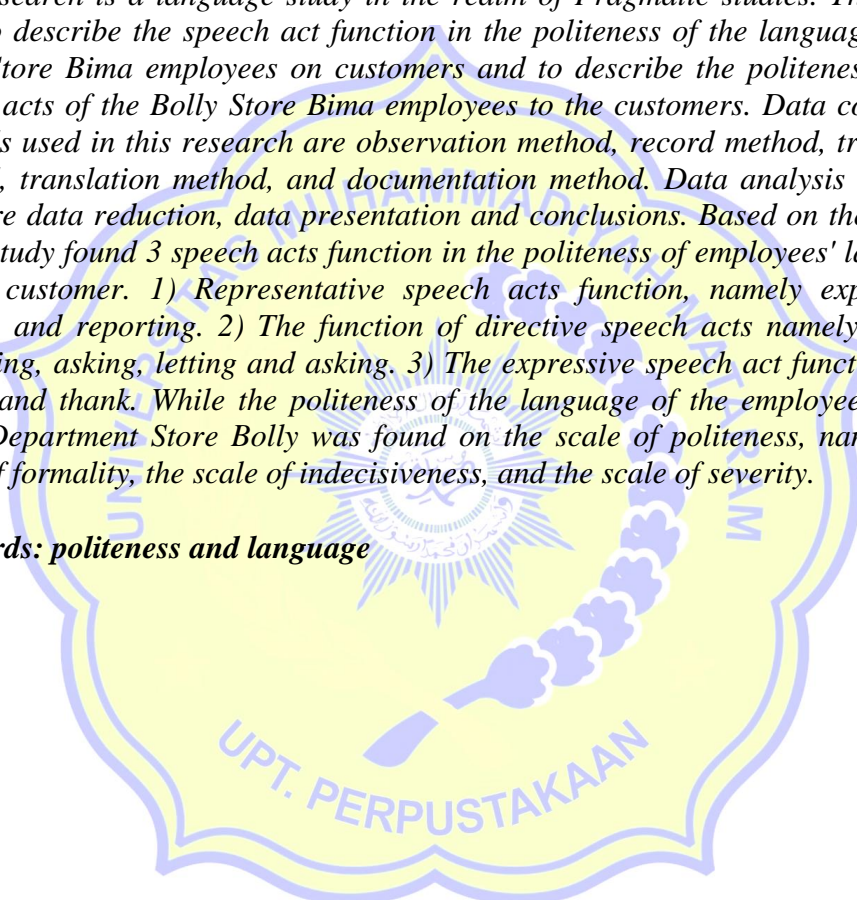 search is a language study in the realm of Pragmatic studies. Th
o describe the speech act function in the politeness of the languag
Store Bima employees on customers and to describe the politenes
acts of the Bolly Store Bima employees to the customers. Data co
s used in this research are observation method, record method, tr
, translation method, and documentation method. Data analysis
re data reduction, data presentation and conclusions. Based on the
tudy found 3 speech acts function in the politeness of employees' la
customer. 1) Representative speech acts function, namely exp
and reporting. 2) The function of directive speech acts namely
ing, asking, letting and asking. 3) The expressive speech act funct
and thank. While the politeness of the language of the employee
Department Store Bolly was found on the scale of politeness, nam
f formality, the scale of indecisiveness, and the scale of severity.
rds: politeness and language
UNIVERSITAS MUHAMMADIYAH MATARAM
UPT. PERPUSTAKAAN